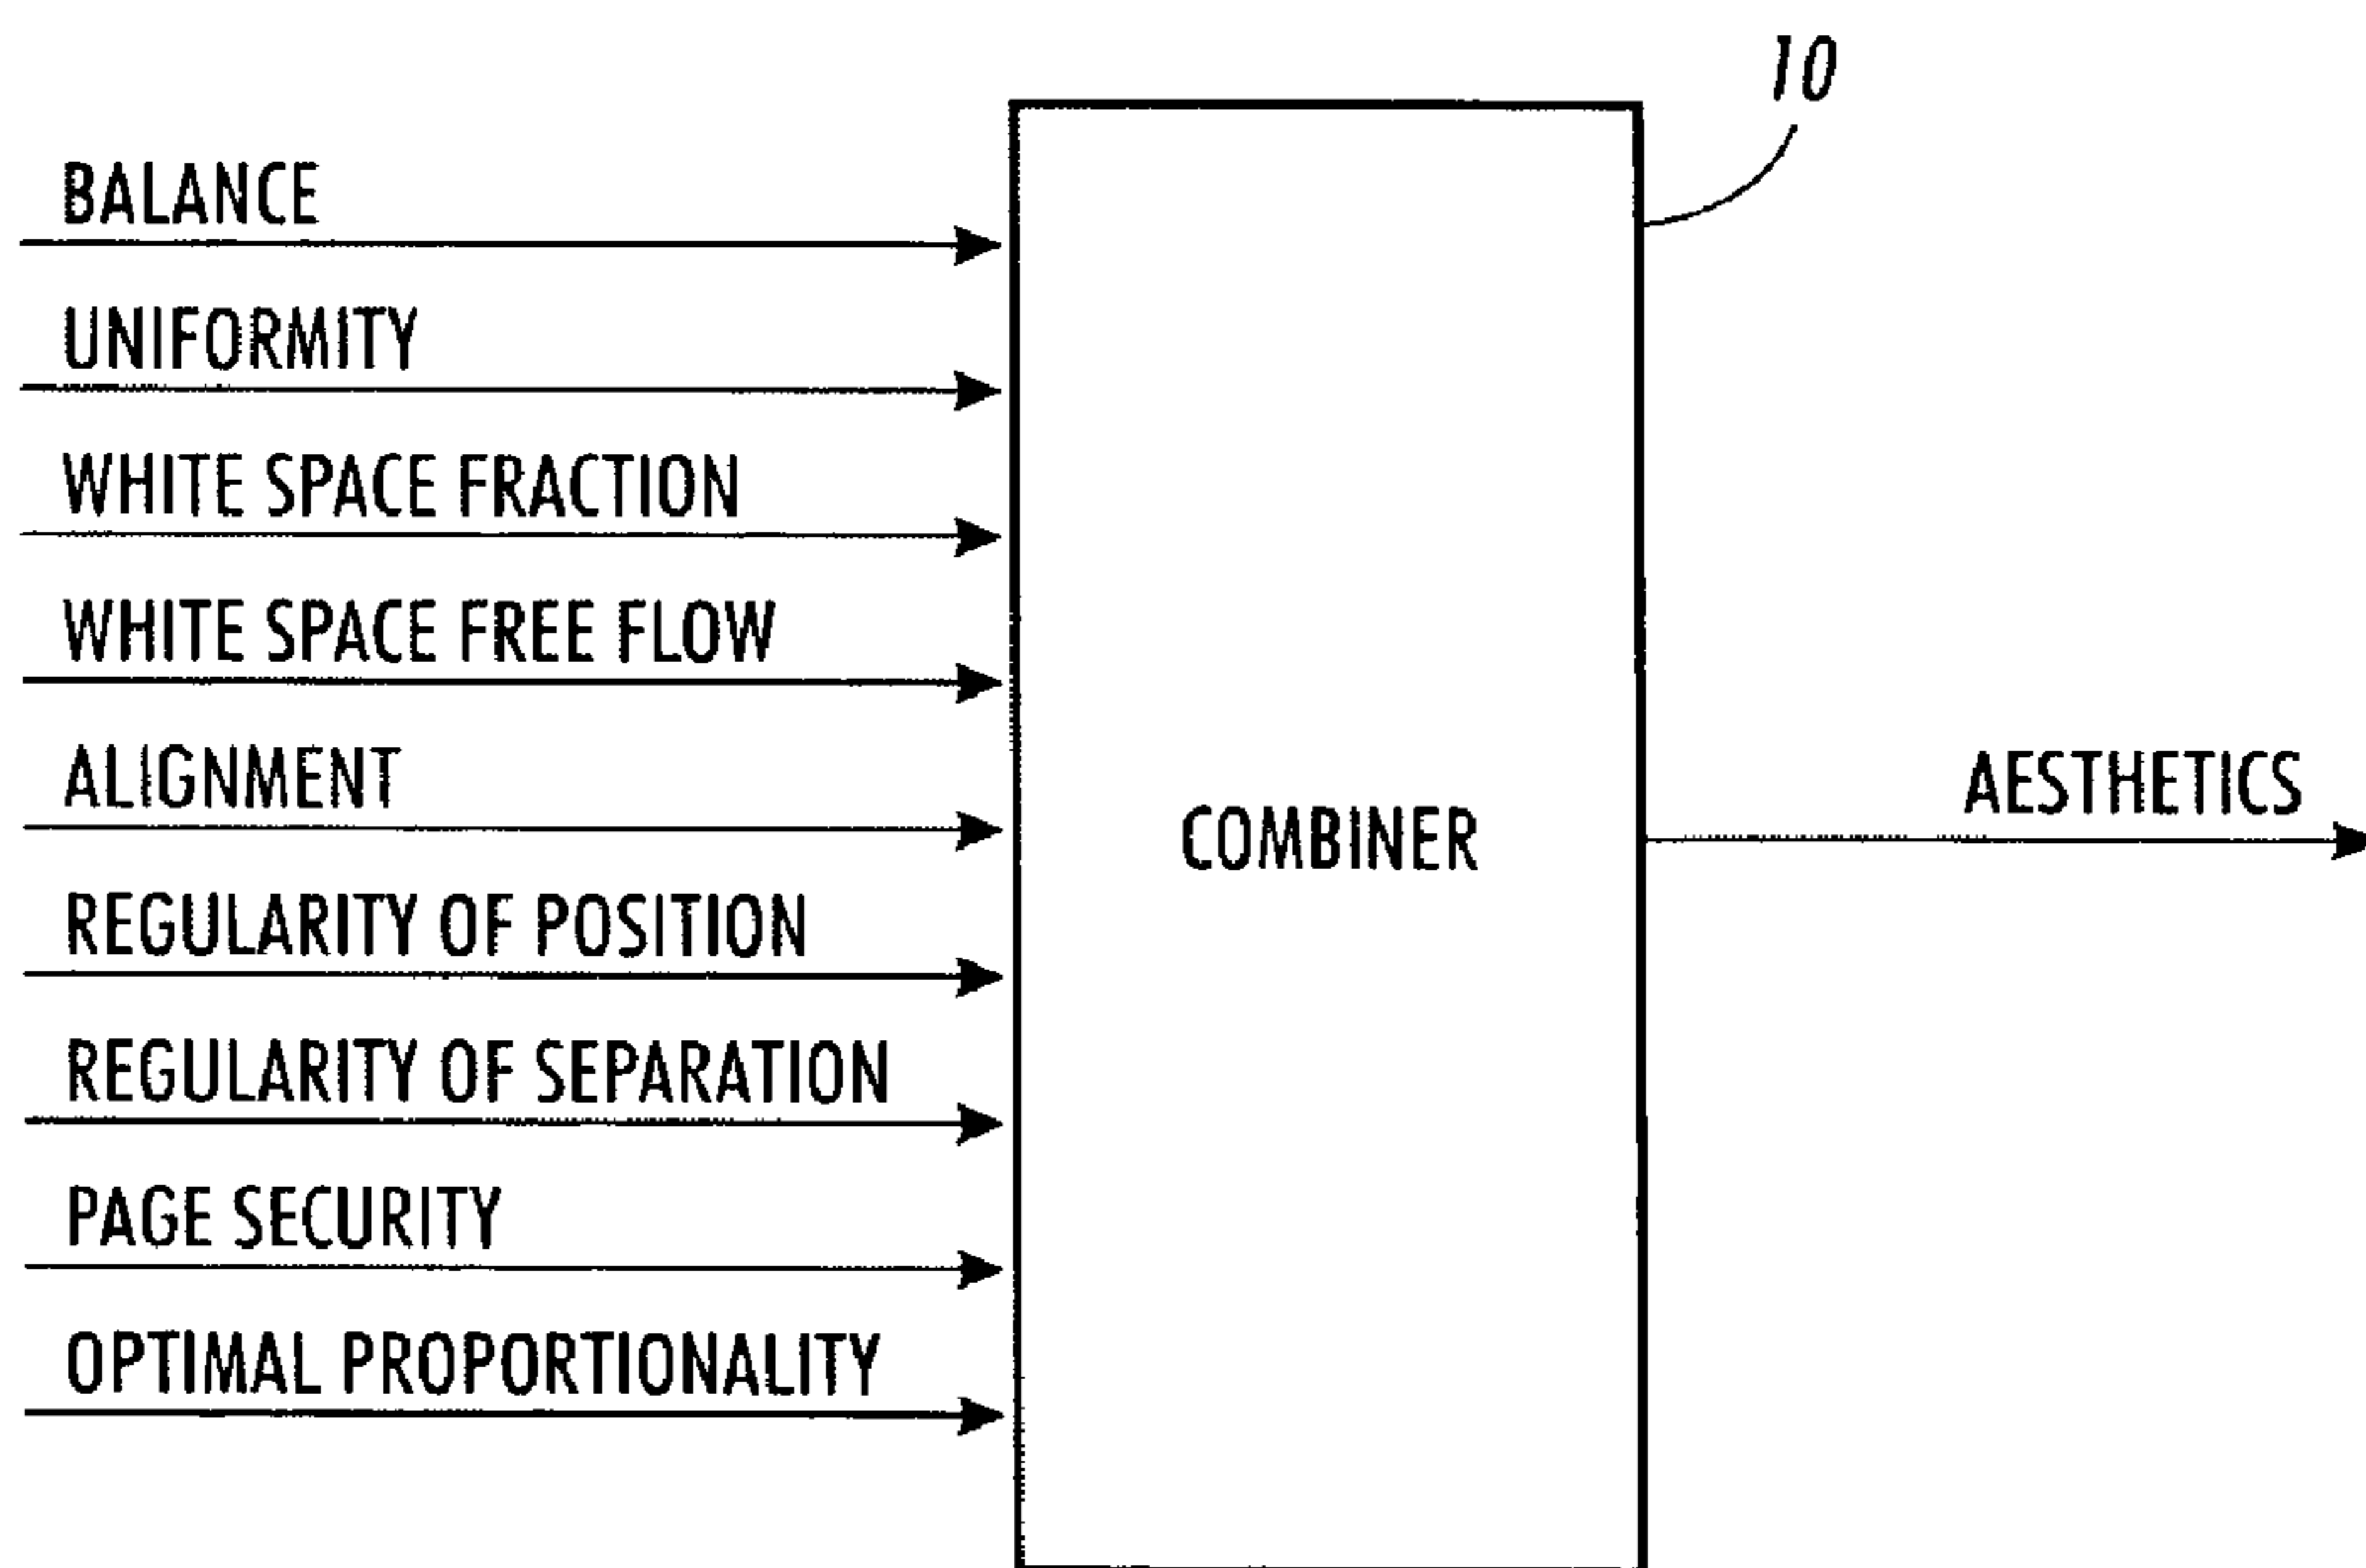 10
BALANCE
UNIFORMITY
WHITE SPACE FRACTION
WHITE SPACE FREE FLOW
ALIGNMENT
REGULARITY OF POSITION
REGULARITY OF SEPARATION
PAGE SECURITY
OPTIMAL PROPORTIONALITY
COMBINER
AESTHETICS